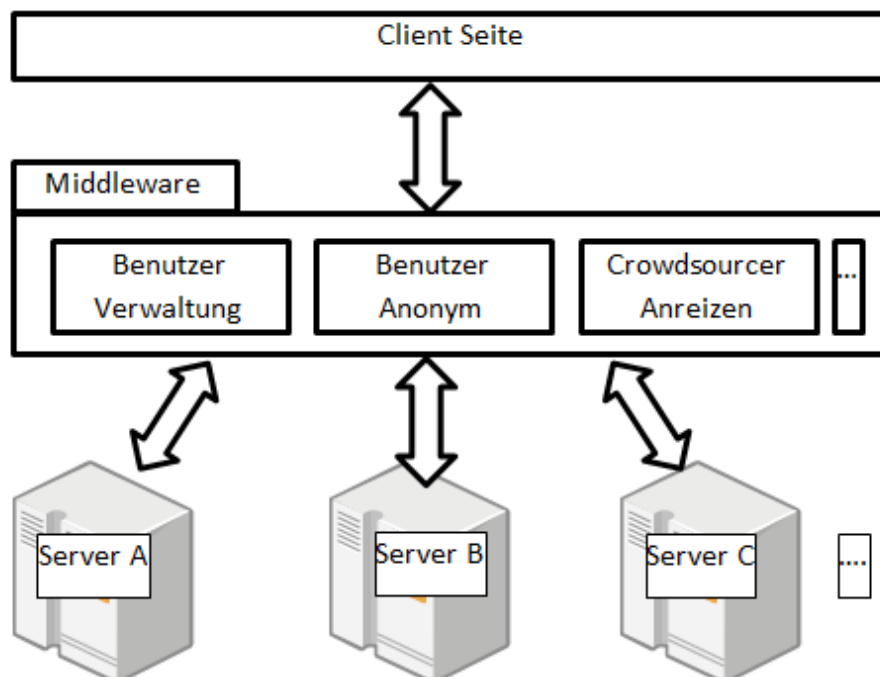 Client Seite
Middleware
Benutzer
Verwaltung
Benutzer
Anonym
Crowdsourcer
Anreizen
...
Server A
Server B
Server C
....